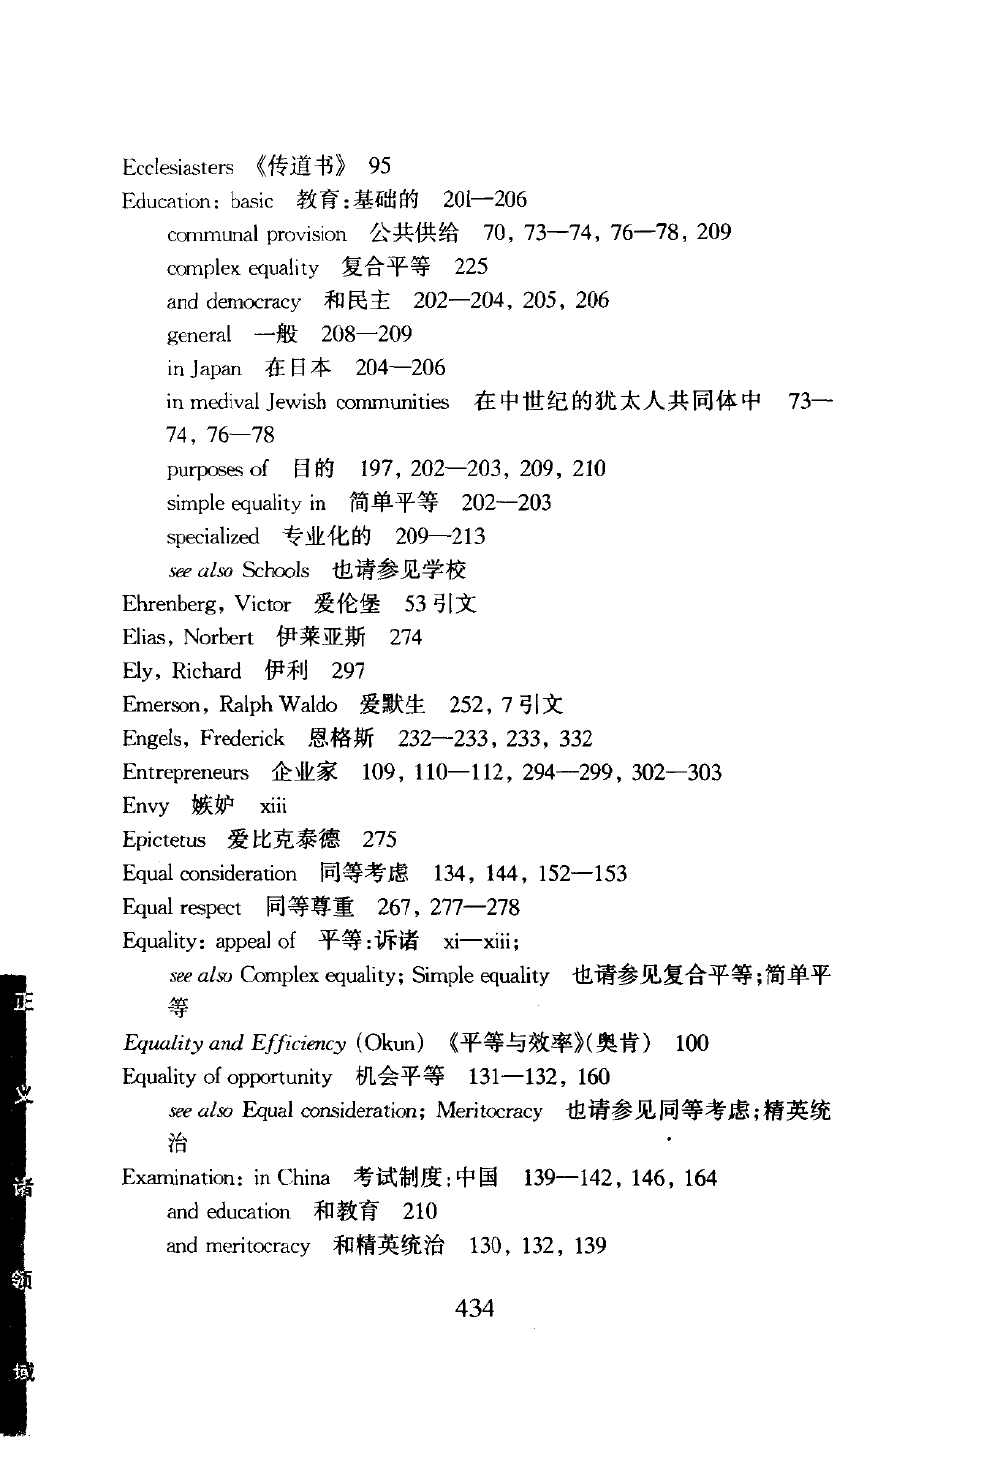 Ecclesiasters 《传道书》 95
Education: basic 教育:基础的 201—206
communal provision 公共供给 70, 73—74, 76—78, 209
complex equality 复合平等 225
and democracy 和民主 202—204, 205, 206
general 一般 208—209
in Japan 在日本 204—206
in medival Jewish communities 在中世纪的犹太人共同体中 73—
74, 76—78
purposes of 目的 197, 202—203, 209, 210
simple equality in 简单平等 202—203
specialized 专业化的 209—213
see also Schools 也请参见学校
Ehrenberg, Victor 爱伦堡 53引文
Elias, Norbert 伊莱亚斯 274
Ely, Richard 伊利 297
Emerson, Ralph Waldo 爱默生 252, 7引文
Engels, Frederick 恩格斯 232—233, 233, 332
Entrepreneurs 企业家 109, 110—112, 294—299, 302—303
Envy 嫉妒 xiii
Epictetus 爱比克泰德 275
Equal consideration 同等考虑 134, 144, 152—153
Equal respect 同等尊重 267, 277—278
Equality: appeal of 平等:诉诸 xi—xiii;
see also Complex equality; Simple equality 也请参见复合平等;简单平
等
Equality and Efficiency (Okun) 《平等与效率》(奥肯) 100
Equality of opportunity 机会平等 131—132, 160
see also Equal consideration; Meritocracy 也请参见同等考虑;精英统
治
Examination: in China 考试制度:中国 139—142, 146, 164
and education 和教育 210
and meritocracy 和精英统治 130, 132, 139
434
正义诸领域